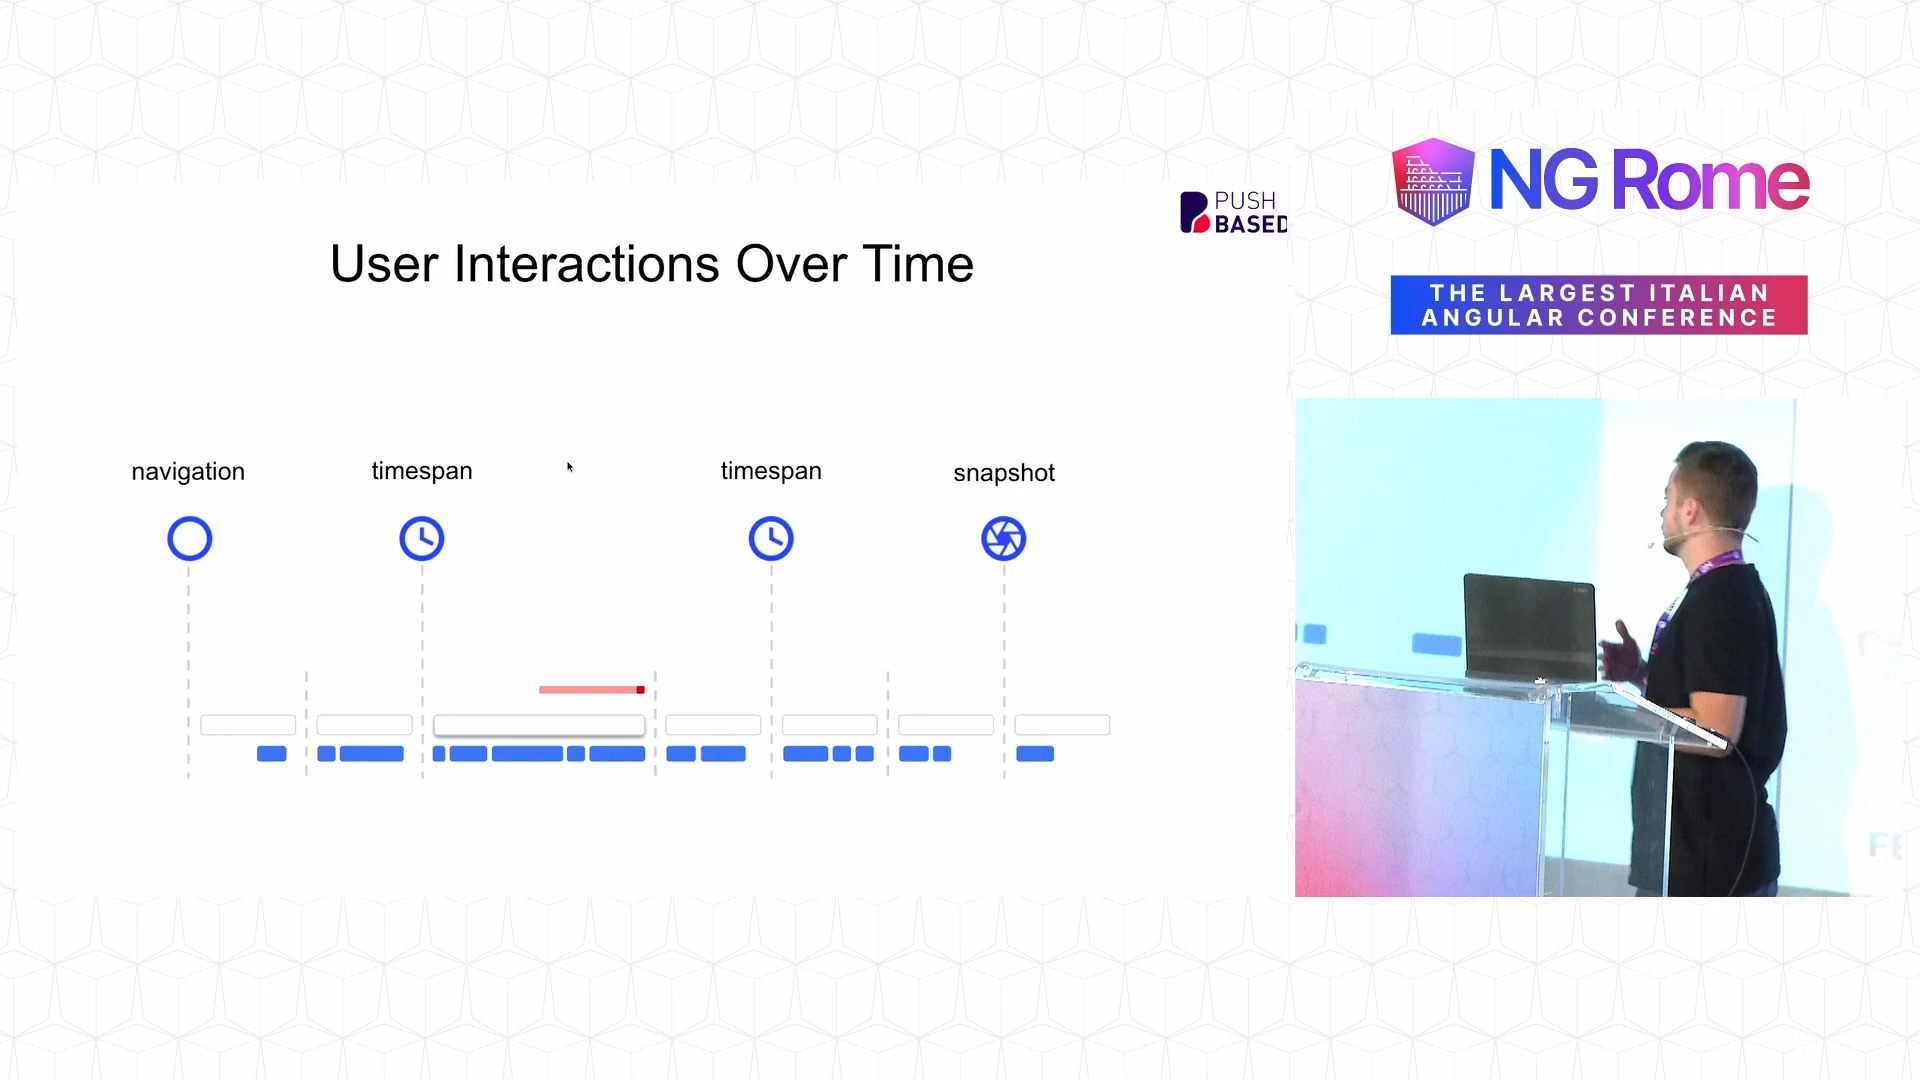 PUSH
BASED
User Interactions Over Time
navigation
timespan
timespan
snapshot
NG Rome
THE LARGEST ITALIAN
ANGULAR CONFERENCE